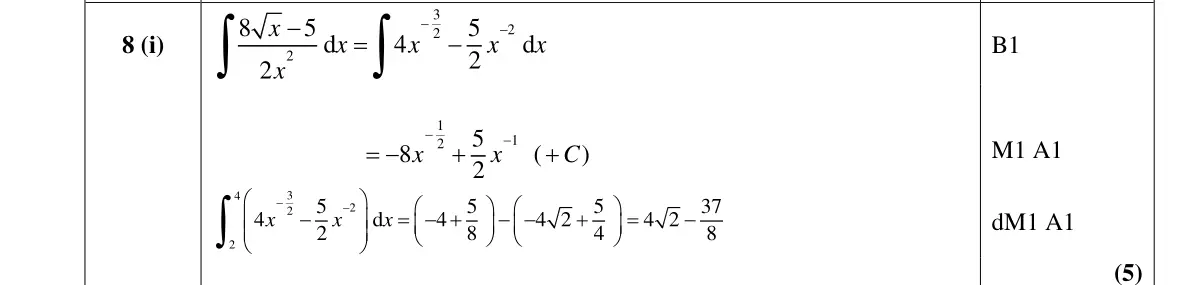 8 (i) ∫ (8√x − 5)/(2x²) dx = ∫ 4x^(−3/2) − (5/2)x^(−2) dx B1
= −8x^(−1/2) + (5/2)x^(−1) (+ C) M1 A1
∫₂⁴ (4x^(−3/2) − (5/2)x^(−2)) dx = (−4 + 5/8) − (−4√2 + 5/4) = 4√2 − 37/8 dM1 A1
(5)